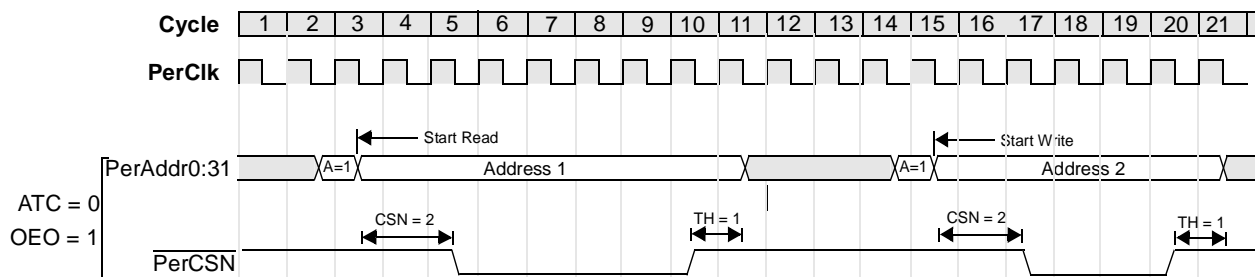 Cycle 1 2 3 4 5 6 7 8 9 10 11 12 13 14 15 16 17 18 19 20 21
PerClk
Start Read Start Write
PerAddr0:31 A=1 Address 1 A=1 Address 2
ATC = 0
CSN = 2 TH = 1 CSN = 2 TH = 1
OEO = 1
PerCSN